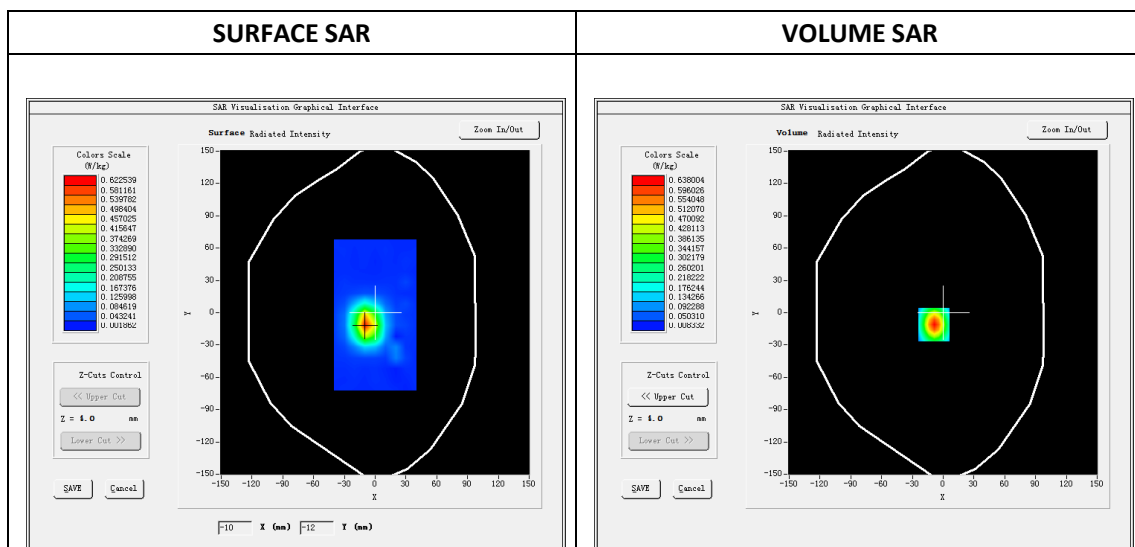 SURFACE SAR
VOLUME SAR
SAR Visualisation Graphical Interface
Surface Radiated Intensity
Zoom In/Out
Colors Scale
(W/kg)
0.622539
0.581161
0.539782
0.498404
0.457025
0.415647
0.374269
0.332890
0.291512
0.250133
0.208755
0.167376
0.125998
0.084619
0.043241
0.001862
150
120
90
60
30
0
-30
-60
-90
-120
-150
Y
-150 -120 -90 -60 -30 0 30 60 90 120 150
X
Z-Cuts Control
<< Upper Cut
Z = 4.0 mm
Lower Cut >>
SAVE Cancel
-10 X (mm) -12 Y (mm)
SAR Visualisation Graphical Interface
Volume Radiated Intensity
Zoom In/Out
Colors Scale
(W/kg)
0.638004
0.596026
0.554048
0.512070
0.470092
0.428113
0.386135
0.344157
0.302179
0.260201
0.218222
0.176244
0.134266
0.092288
0.050310
0.008332
150
120
90
60
30
0
-30
-60
-90
-120
-150
Y
-150 -120 -90 -60 -30 0 30 60 90 120 150
X
Z-Cuts Control
<< Upper Cut
Z = 4.0 mm
Lower Cut >>
SAVE Cancel